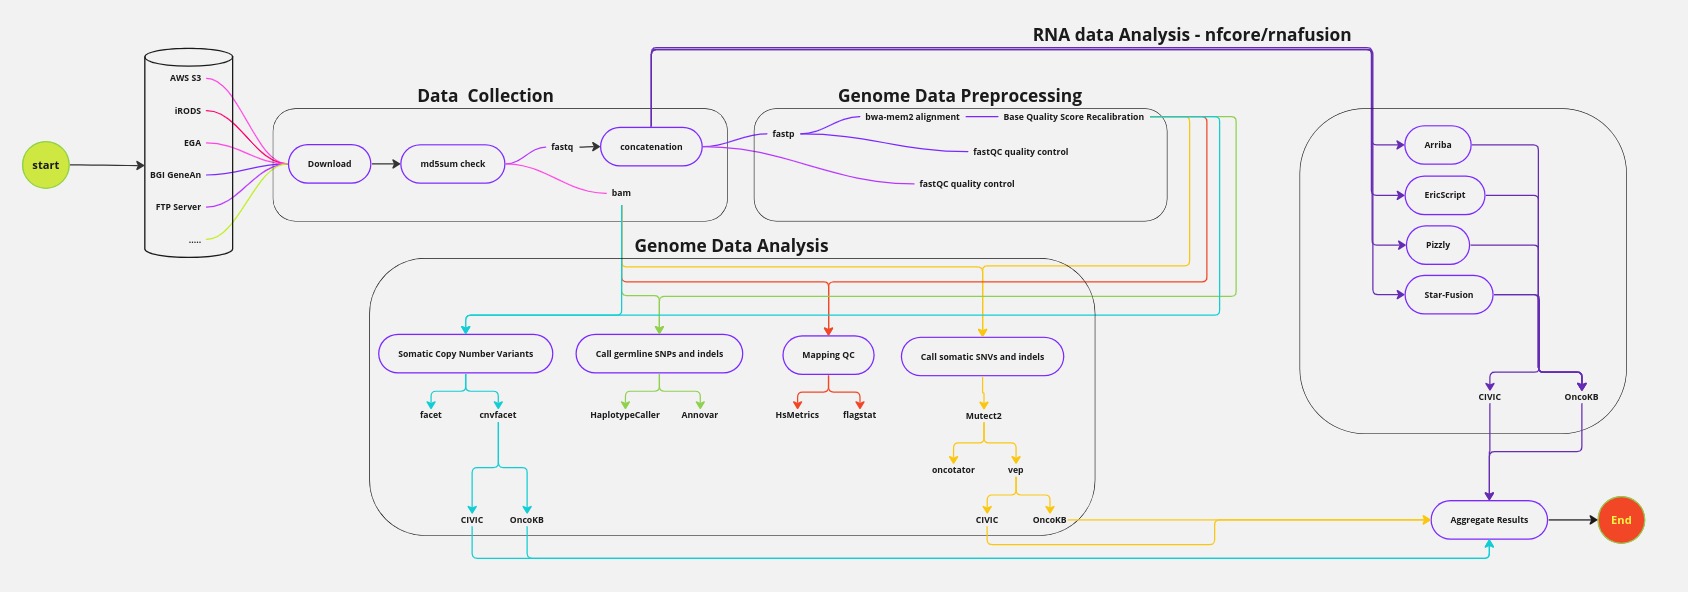 RNA data Analysis - nfcore/rnafusion
Data  Collection
Genome Data Preprocessing
AWS S3
iRODS
EGA
BGI GeneAn
FTP Server
.....
start
Download
md5sum check
fastq
bam
concatenation
fastp
bwa-mem2 alignment
Base Quality Score Recalibration
fastQC quality control
fastQC quality control
Arriba
EricScript
Pizzly
Star-Fusion
CIVIC
OncoKB
Genome Data Analysis
Somatic Copy Number Variants
Call germline SNPs and indels
Mapping QC
Call somatic SNVs and indels
facet
cnvfacet
HaplotypeCaller
Annovar
HsMetrics
flagstat
Mutect2
oncotator
vep
CIVIC
OncoKB
CIVIC
OncoKB
Aggregate Results
End